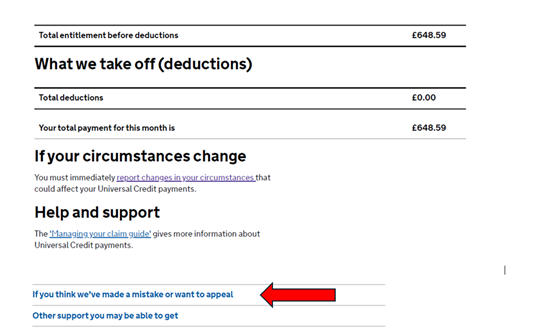 Total entitlement before deductions £648.59
What we take off (deductions)
Total deductions £0.00
Your total payment for this month is £648.59
If your circumstances change
You must immediately report changes in your circumstances that
could affect your Universal Credit payments.
Help and support
The 'Managing your claim guide' gives more information about
Universal Credit payments.
If you think we've made a mistake or want to appeal
Other support you may be able to get